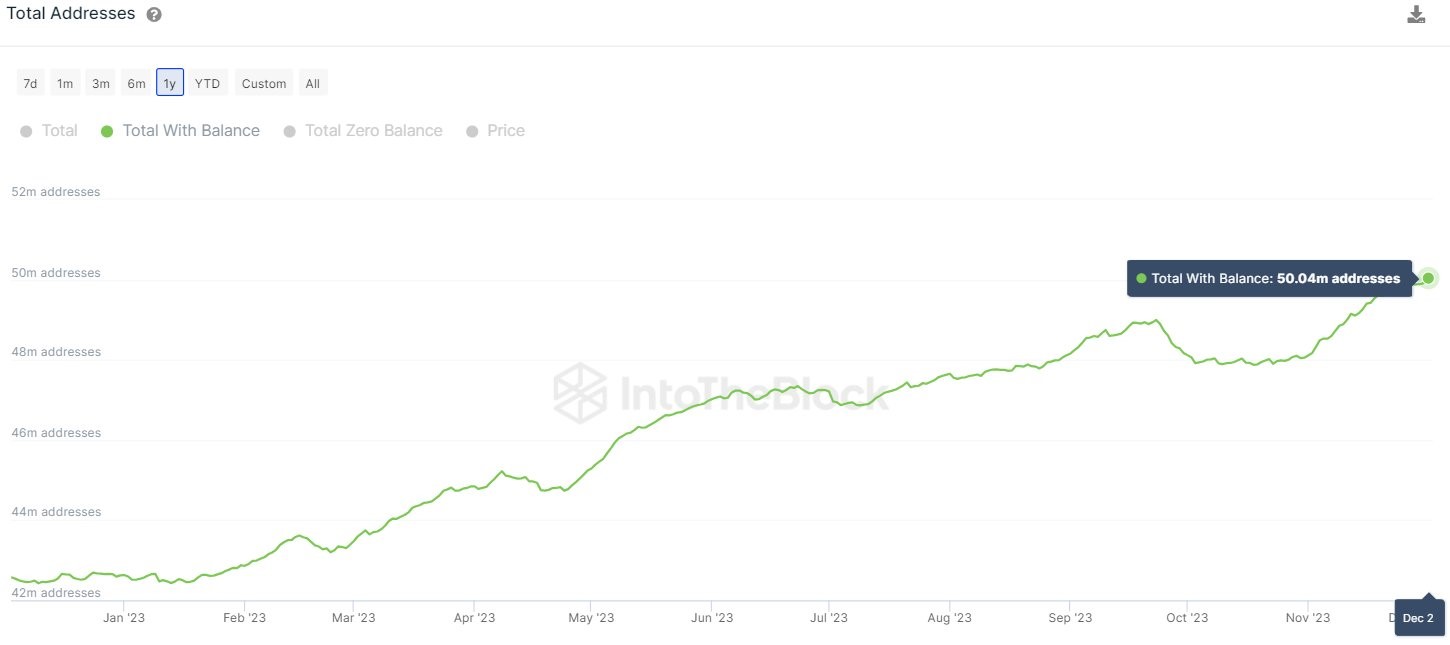 Total Addresses ?
7d 1m 3m 6m 1y YTD Custom All
Total Total With Balance Total Zero Balance Price
52m addresses
50m addresses
Total With Balance: 50.04m addresses
48m addresses
IntoTheBlock
46m addresses
44m addresses
42m addresses
Jan '23 Feb '23 Mar '23 Apr '23 May '23 Jun '23 Jul '23 Aug '23 Sep '23 Oct '23 Nov '23 Dec 2